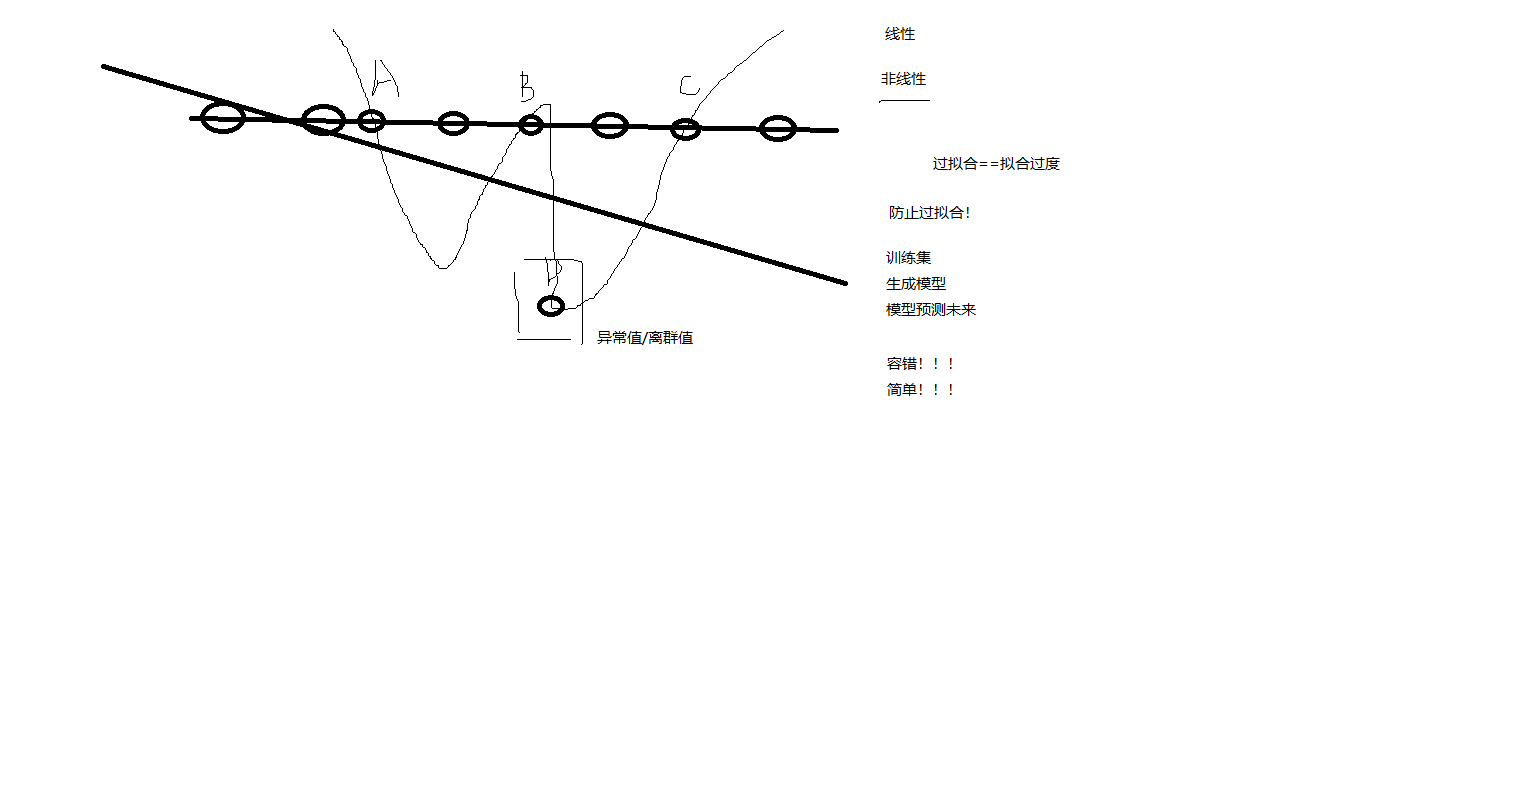 线性
A
B
C
非线性
过拟合==拟合过度
防止过拟合！
训练集
生成模型
模型预测未来
异常值/离群值
容错！！！
简单！！！